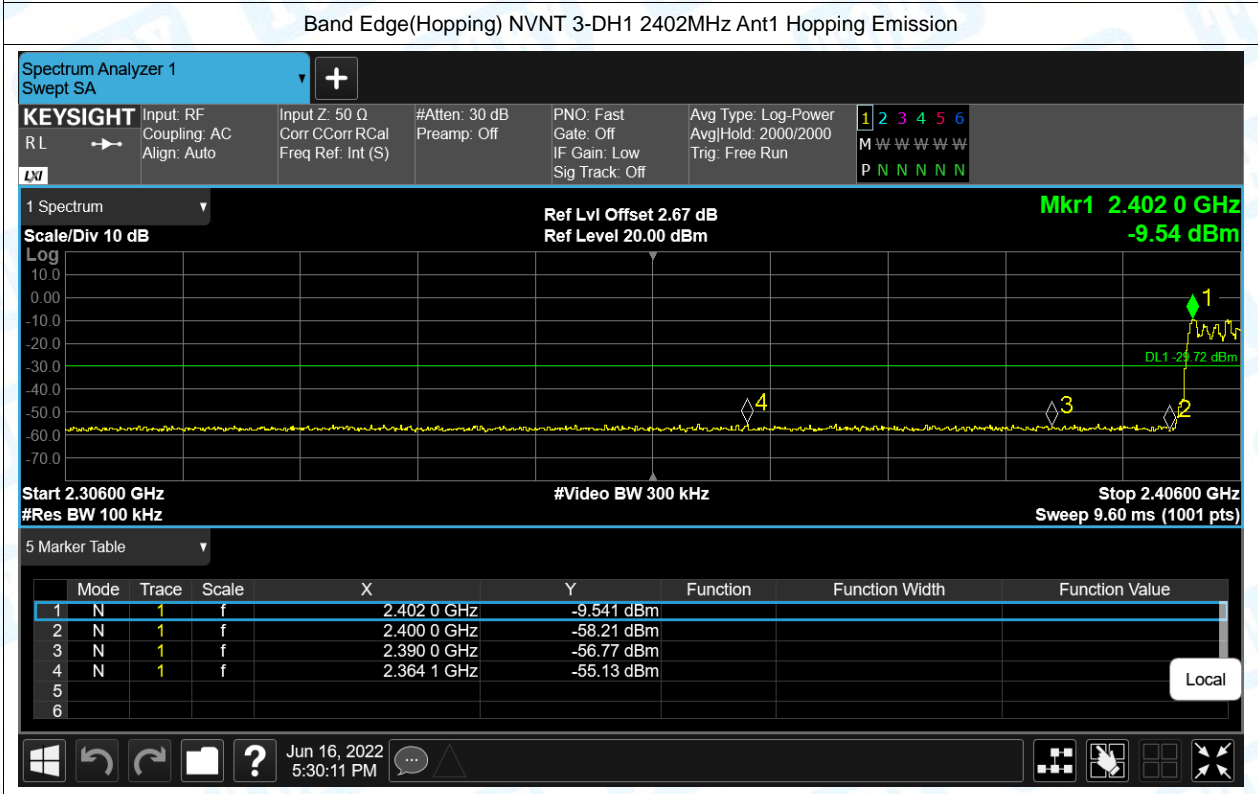 Band Edge(Hopping) NVNT 3-DH1 2402MHz Ant1 Hopping Emission
Spectrum Analyzer 1
Swept SA
KEYSIGHT
RL
LXI
Input: RF
Coupling: AC
Align: Auto
Input Z: 50 Ω
Corr CCorr RCal
Freq Ref: Int (S)
#Atten: 30 dB
Preamp: Off
PNO: Fast
Gate: Off
IF Gain: Low
Sig Track: Off
Avg Type: Log-Power
Avg|Hold: 2000/2000
Trig: Free Run
1 2 3 4 5 6
M W W W W W
P N N N N N
1 Spectrum
Scale/Div 10 dB
Ref Lvl Offset 2.67 dB
Ref Level 20.00 dBm
Mkr1 2.402 0 GHz
-9.54 dBm
Log
10.0
0.00
-10.0
-20.0
-30.0
-40.0
-50.0
-60.0
-70.0
1
DL1 -29.72 dBm
4
3
2
Start 2.30600 GHz
#Res BW 100 kHz
#Video BW 300 kHz
Stop 2.40600 GHz
Sweep 9.60 ms (1001 pts)
5 Marker Table
Mode Trace Scale X Y Function Function Width Function Value
1 N 1 f 2.402 0 GHz -9.541 dBm
2 N 1 f 2.400 0 GHz -58.21 dBm
3 N 1 f 2.390 0 GHz -56.77 dBm
4 N 1 f 2.364 1 GHz -55.13 dBm
5
6
Local
?
Jun 16, 2022
5:30:11 PM